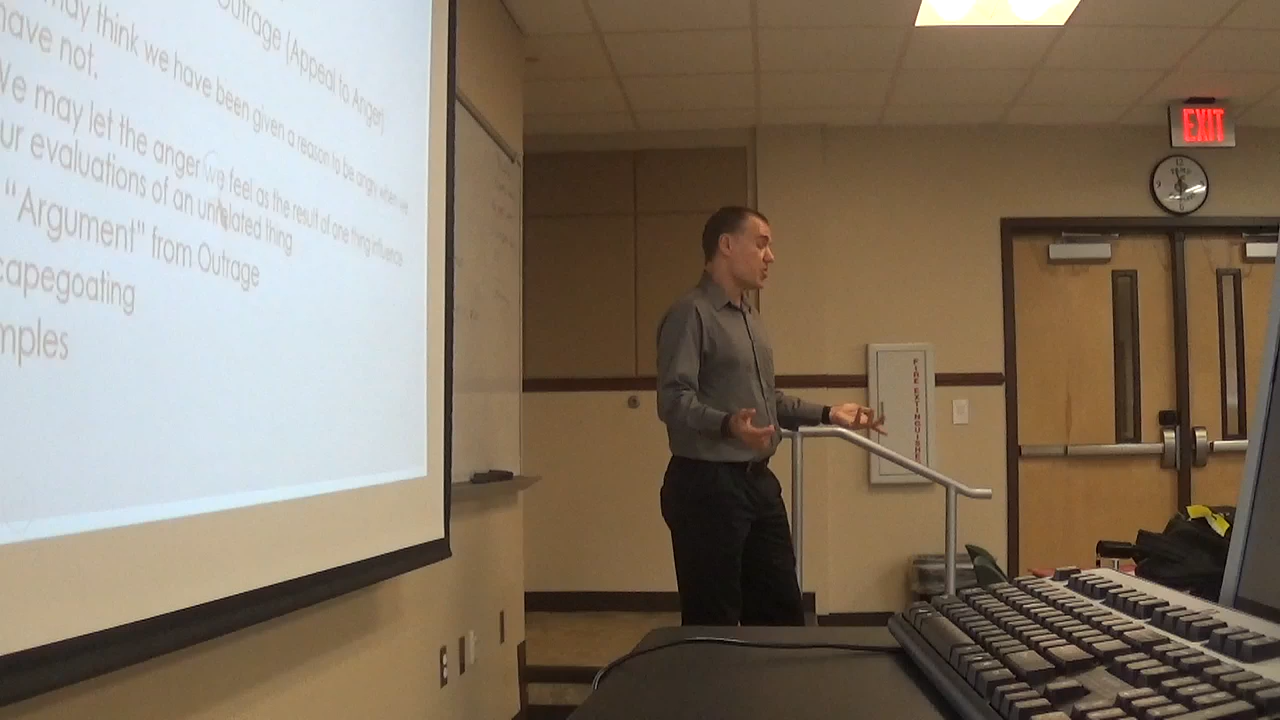 Outrage (Appeal to Anger)
may think we have been given a reason to be angry when we
have not.
We may let the anger we feel as the result of one thing influence
ur evaluations of an unrelated thing
"Argument" from Outrage
capegoating
mples
EXIT
FIRE EXTINGUISHER